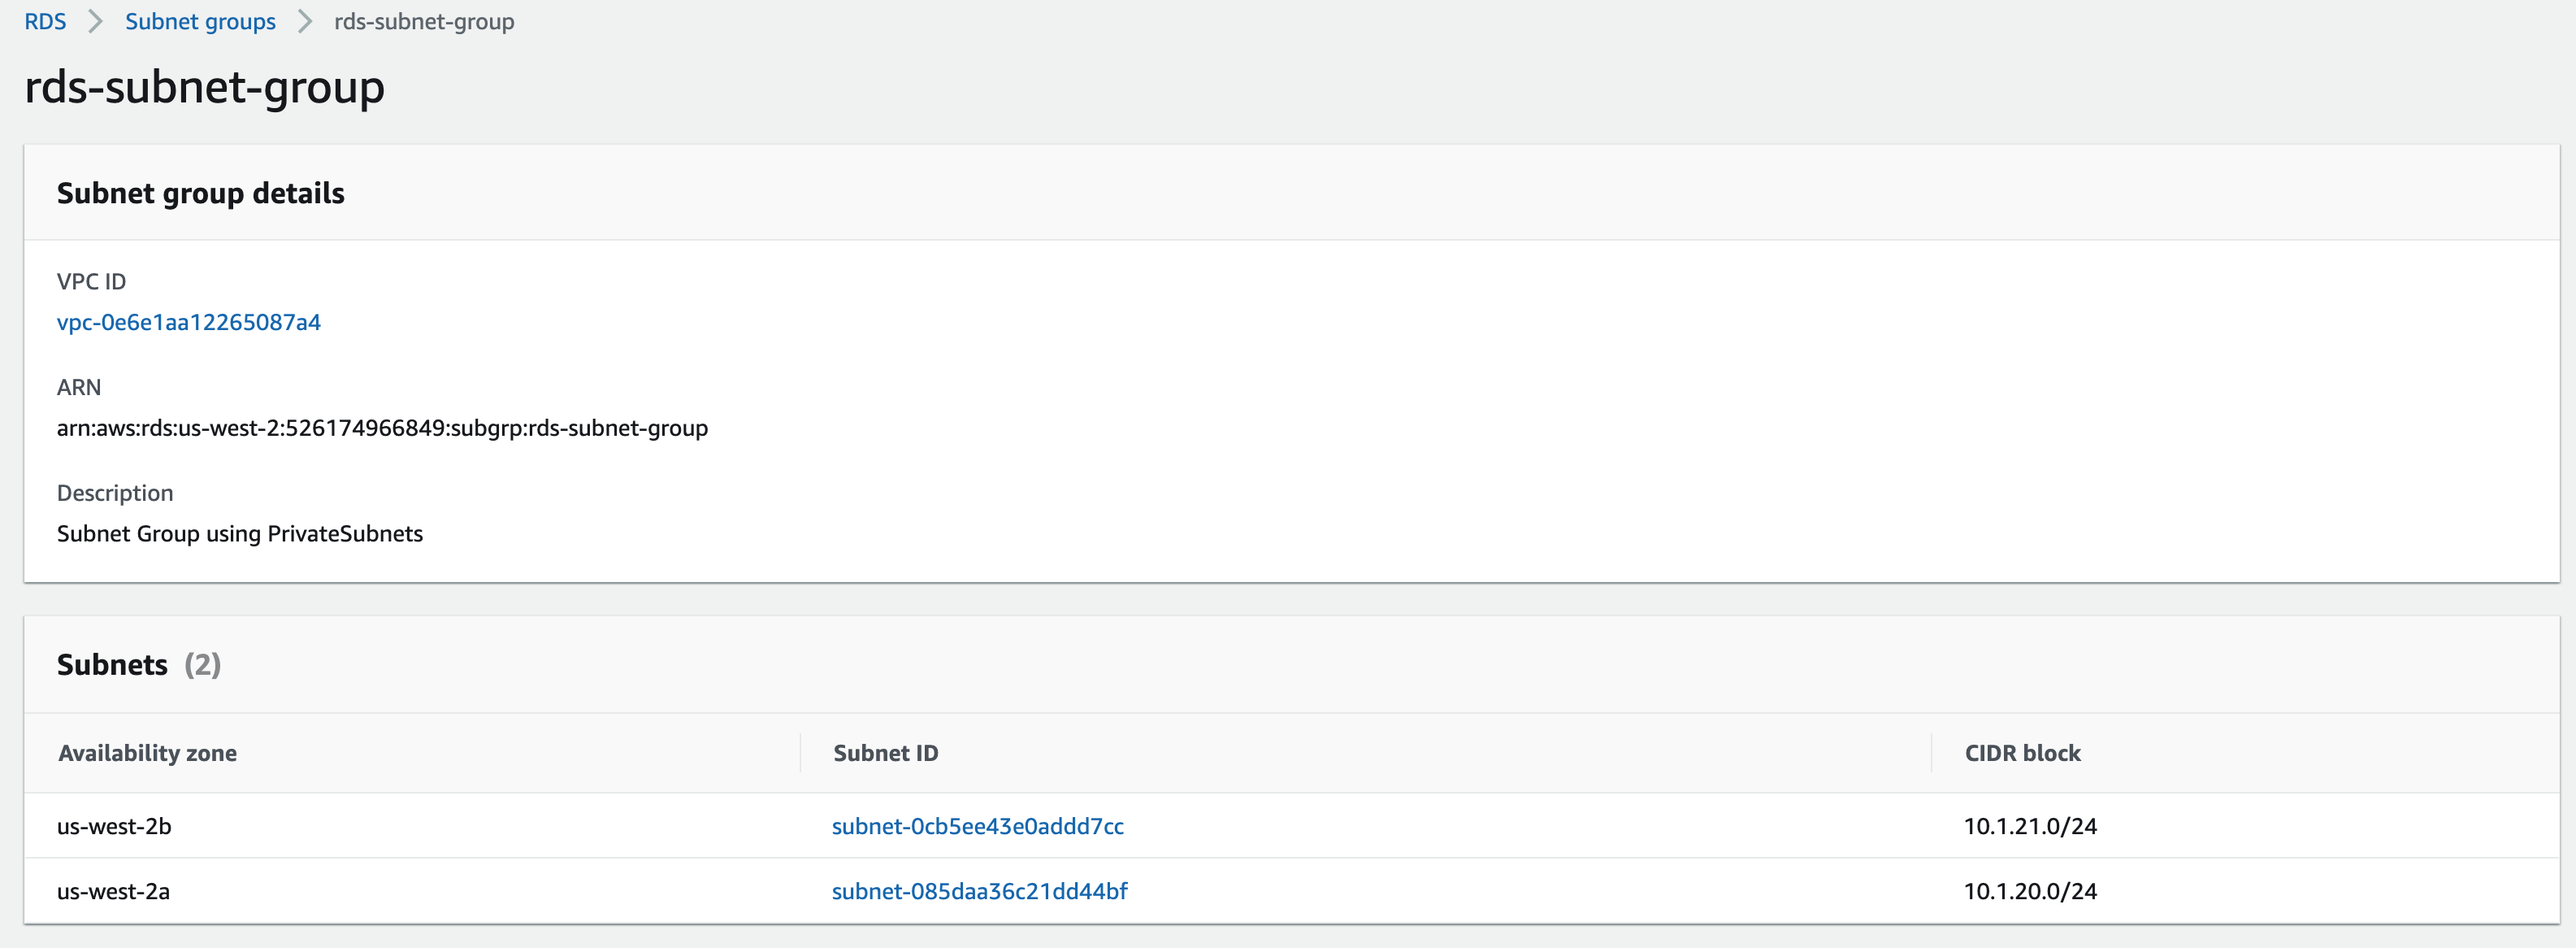 RDS > Subnet groups > rds-subnet-group
rds-subnet-group
Subnet group details
VPC ID
vpc-0e6e1aa12265087a4
ARN
arn:aws:rds:us-west-2:526174966849:subgrp:rds-subnet-group
Description
Subnet Group using PrivateSubnets
Subnets (2)
Availability zone Subnet ID CIDR block
us-west-2b subnet-0cb5ee43e0addd7cc 10.1.21.0/24
us-west-2a subnet-085daa36c21dd44bf 10.1.20.0/24